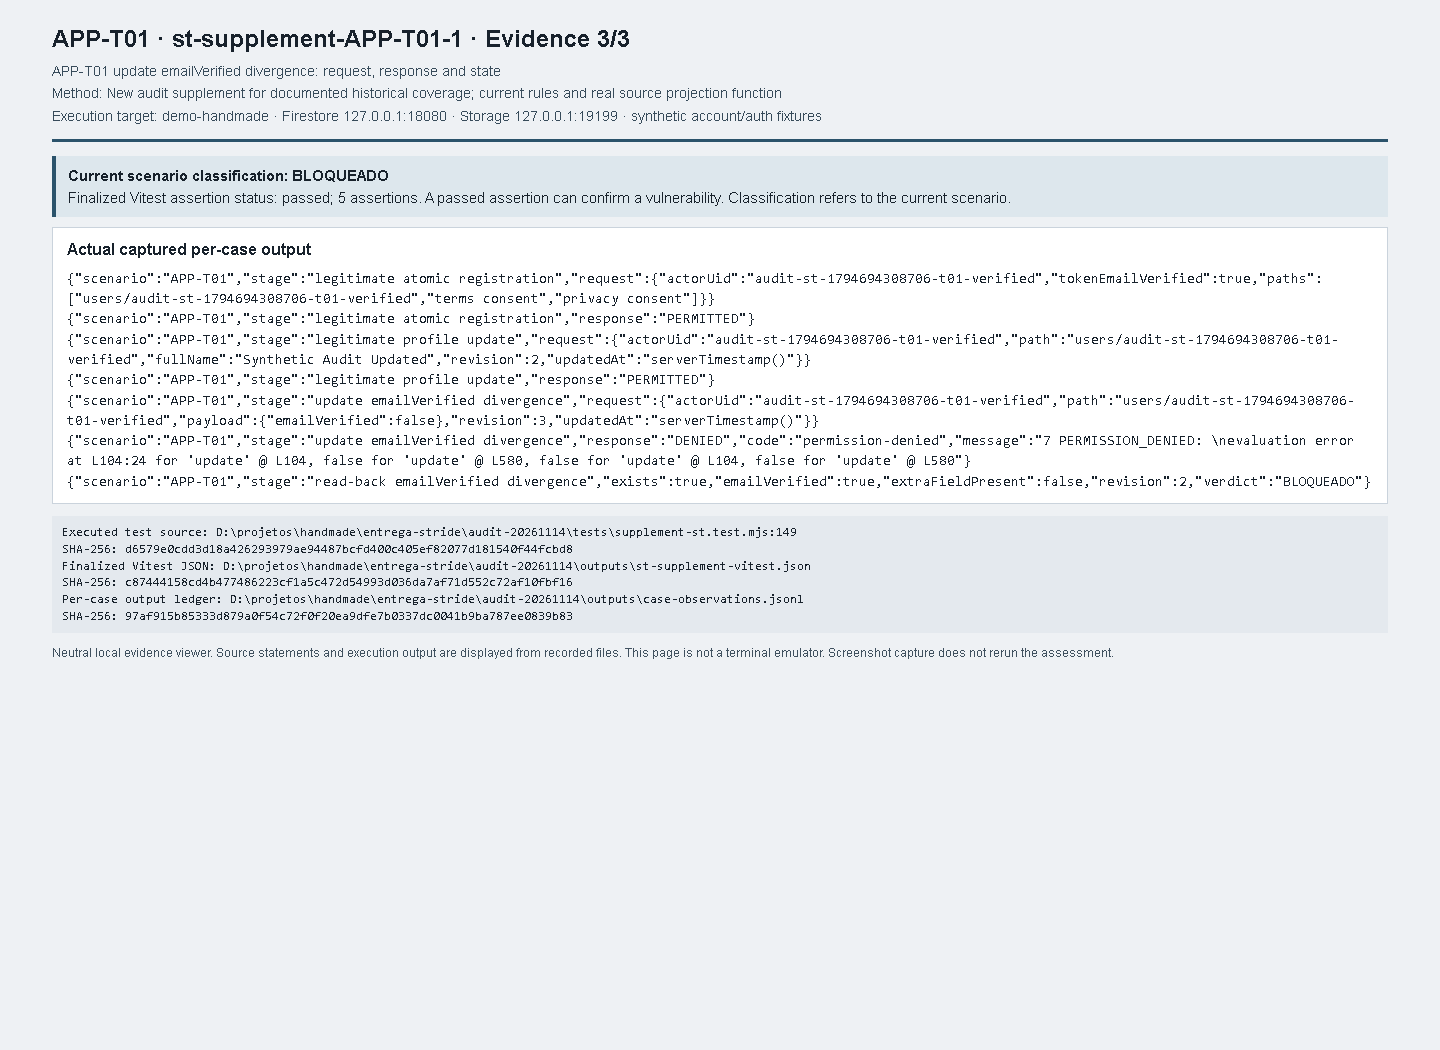 APP-T01 · st-supplement-APP-T01-1 · Evidence 3/3
APP-T01 update emailVerified divergence: request, response and state
Method: New audit supplement for documented historical coverage; current rules and real source projection function
Execution target: demo-handmade · Firestore 127.0.0.1:18080 · Storage 127.0.0.1:19199 · synthetic account/auth fixtures
Current scenario classification: BLOQUEADO
Finalized Vitest assertion status: passed; 5 assertions. A passed assertion can confirm a vulnerability. Classification refers to the current scenario.
Actual captured per-case output
{"scenario":"APP-T01","stage":"legitimate atomic registration","request":{"actorUid":"audit-st-1794694308706-t01-verified","tokenEmailVerified":true,"paths":
["users/audit-st-1794694308706-t01-verified","terms consent","privacy consent"]}}
{"scenario":"APP-T01","stage":"legitimate atomic registration","response":"PERMITTED"}
{"scenario":"APP-T01","stage":"legitimate profile update","request":{"actorUid":"audit-st-1794694308706-t01-verified","path":"users/audit-st-1794694308706-t01-
verified","fullName":"Synthetic Audit Updated","revision":2,"updatedAt":"serverTimestamp()"}}
{"scenario":"APP-T01","stage":"legitimate profile update","response":"PERMITTED"}
{"scenario":"APP-T01","stage":"update emailVerified divergence","request":{"actorUid":"audit-st-1794694308706-t01-verified","path":"users/audit-st-1794694308706-
t01-verified","payload":{"emailVerified":false},"revision":3,"updatedAt":"serverTimestamp()"}}
{"scenario":"APP-T01","stage":"update emailVerified divergence","response":"DENIED","code":"permission-denied","message":"7 PERMISSION_DENIED: \nevaluation error
at L104:24 for 'update' @ L104, false for 'update' @ L580, false for 'update' @ L104, false for 'update' @ L580"}
{"scenario":"APP-T01","stage":"read-back emailVerified divergence","exists":true,"emailVerified":true,"extraFieldPresent":false,"revision":2,"verdict":"BLOQUEADO"}
Executed test source: D:\projetos\handmade\entrega-stride\audit-20261114\tests\supplement-st.test.mjs:149
SHA-256: d6579e0cdd3d18a426293979ae94487bcfd400c405ef82077d181540f44fcbd8
Finalized Vitest JSON: D:\projetos\handmade\entrega-stride\audit-20261114\outputs\st-supplement-vitest.json
SHA-256: c87444158cd4b477486223cf1a5c472d54993d036da7af71d552c72af10fbf16
Per-case output ledger: D:\projetos\handmade\entrega-stride\audit-20261114\outputs\case-observations.jsonl
SHA-256: 97af915b85333d879a0f54c72f0f20ea9dfe7b0337dc0041b9ba787ee0839b83
Neutral local evidence viewer. Source statements and execution output are displayed from recorded files. This page is not a terminal emulator. Screenshot capture does not rerun the assessment.